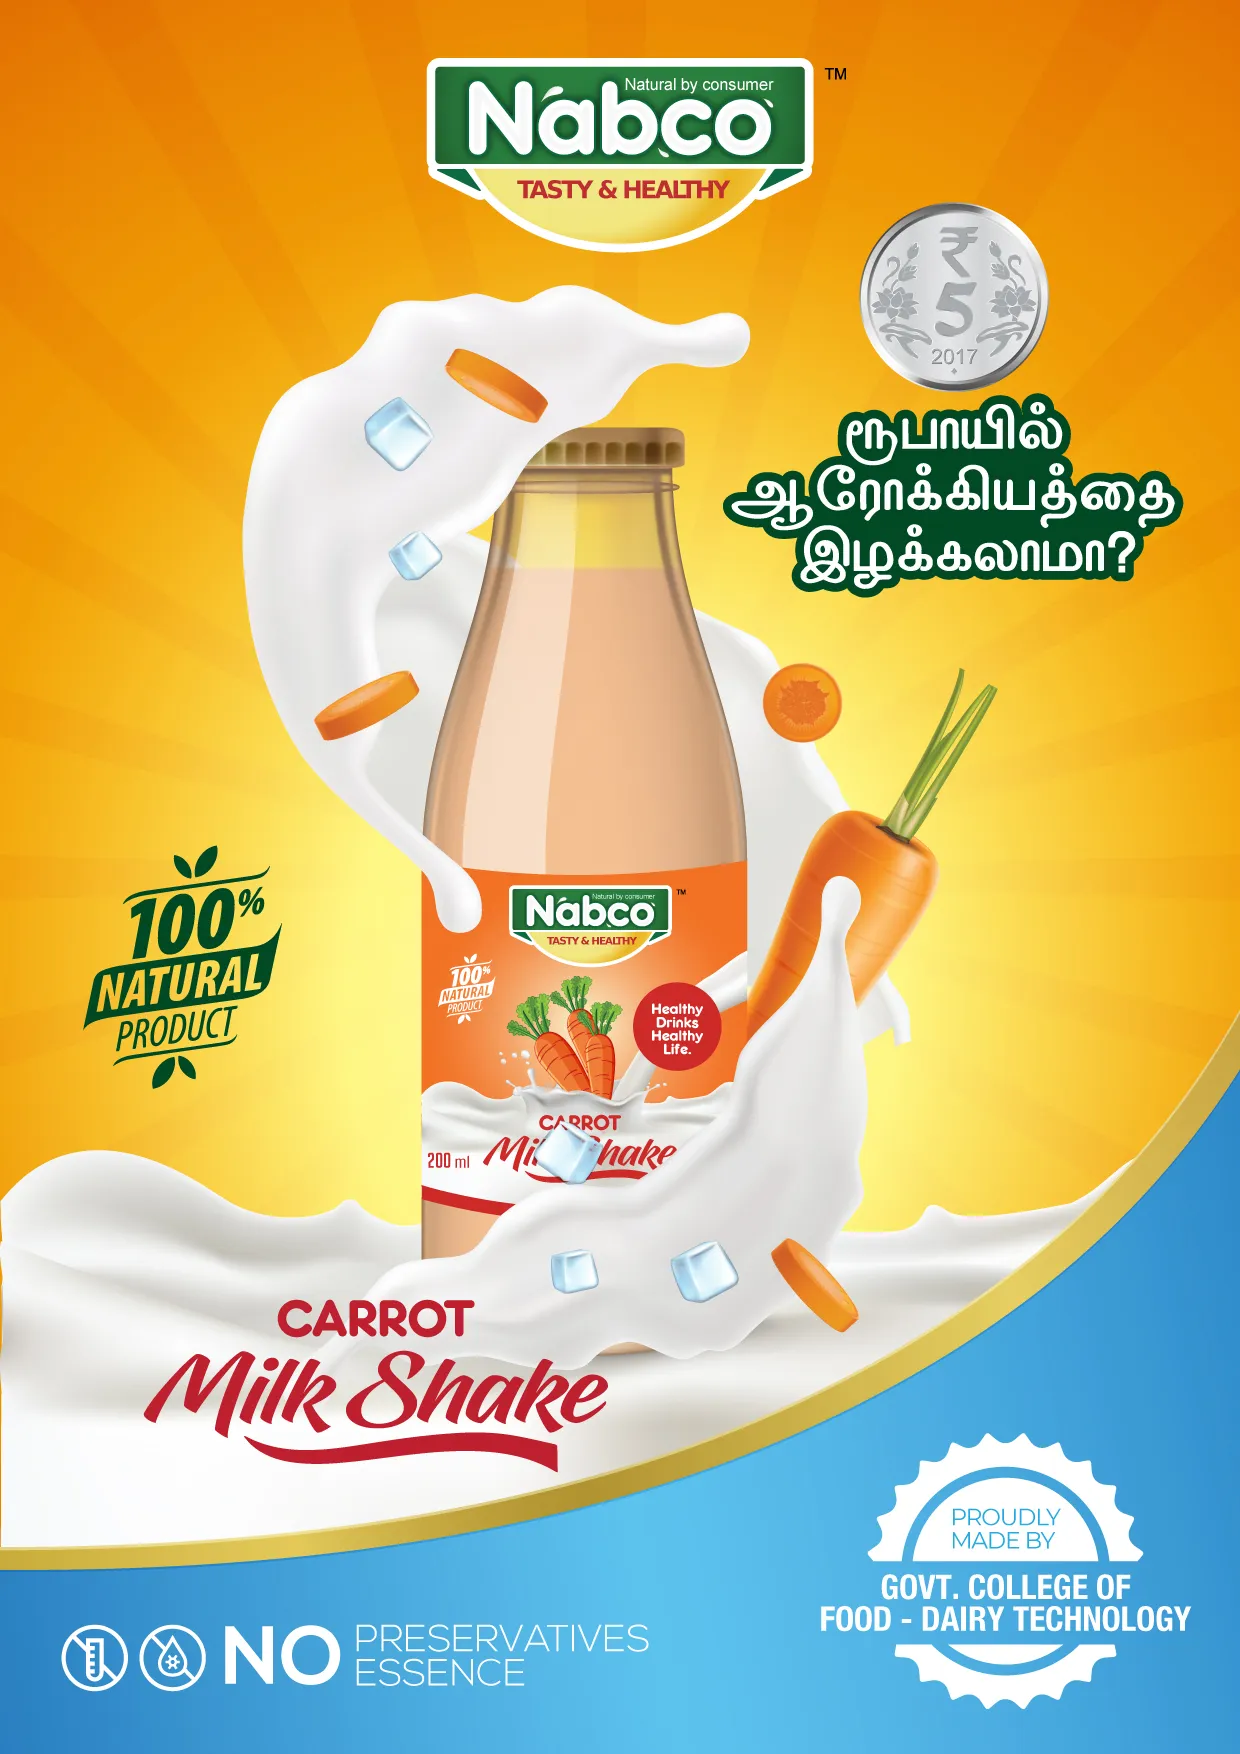 Natural by consumer
Nabco
TM
TASTY & HEALTHY
₹
5
2017
ரூபாயில்
ஆரோக்கியத்தை
இழக்கலாமா?
100%
NATURAL
PRODUCT
Natural by consumer
Nabco
TM
TASTY & HEALTHY
100%
NATURAL
PRODUCT
Healthy
Drinks
Healthy
Life.
CARROT
Milk Shake
200 ml
CARROT
Milk Shake
PROUDLY
MADE BY
GOVT. COLLEGE OF
FOOD - DAIRY TECHNOLOGY
NO PRESERVATIVES
ESSENCE